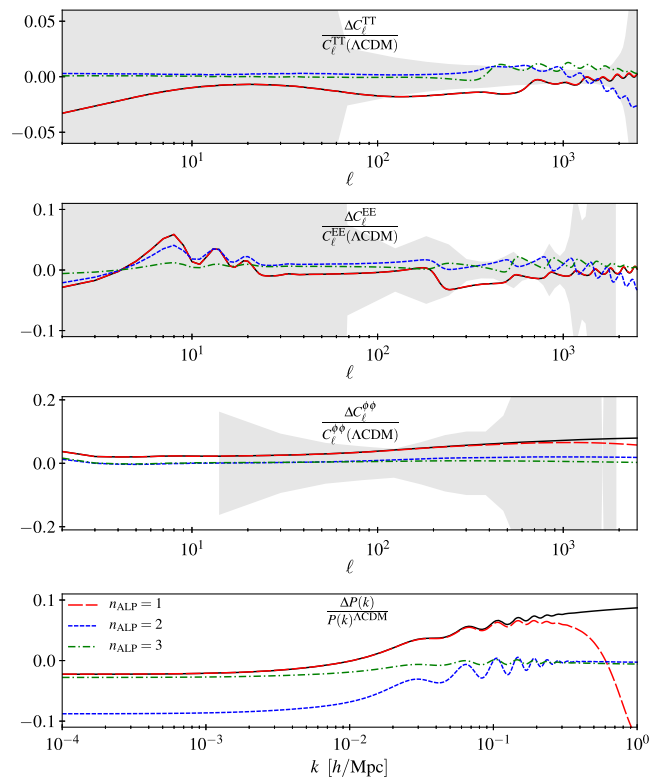 ΔC_ℓ^TT / C_ℓ^TT(ΛCDM)
0.05
0.00
−0.05
10^1 10^2 10^3
ℓ
ΔC_ℓ^EE / C_ℓ^EE(ΛCDM)
0.1
0.0
−0.1
10^1 10^2 10^3
ℓ
ΔC_ℓ^ϕϕ / C_ℓ^ϕϕ(ΛCDM)
0.2
0.0
−0.2
10^1 10^2 10^3
ℓ
ΔP(k) / P(k)^ΛCDM
n_ALP = 1
n_ALP = 2
n_ALP = 3
0.1
0.0
−0.1
10^−4 10^−3 10^−2 10^−1 10^0
k [h/Mpc]